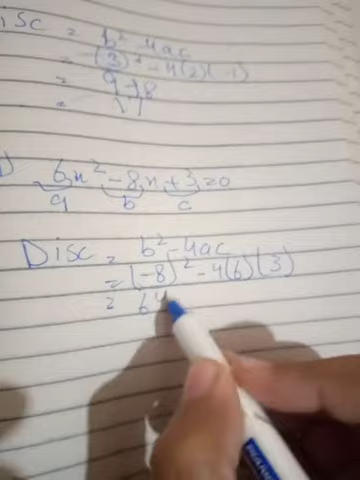 Disc = b² - 4ac
= (3)² - 4(2)(-1)
= 9+8
= 17
6x² - 8x + 3 = 0
a b c
Disc = b² - 4ac
= (-8)² - 4(6)(3)
= 64